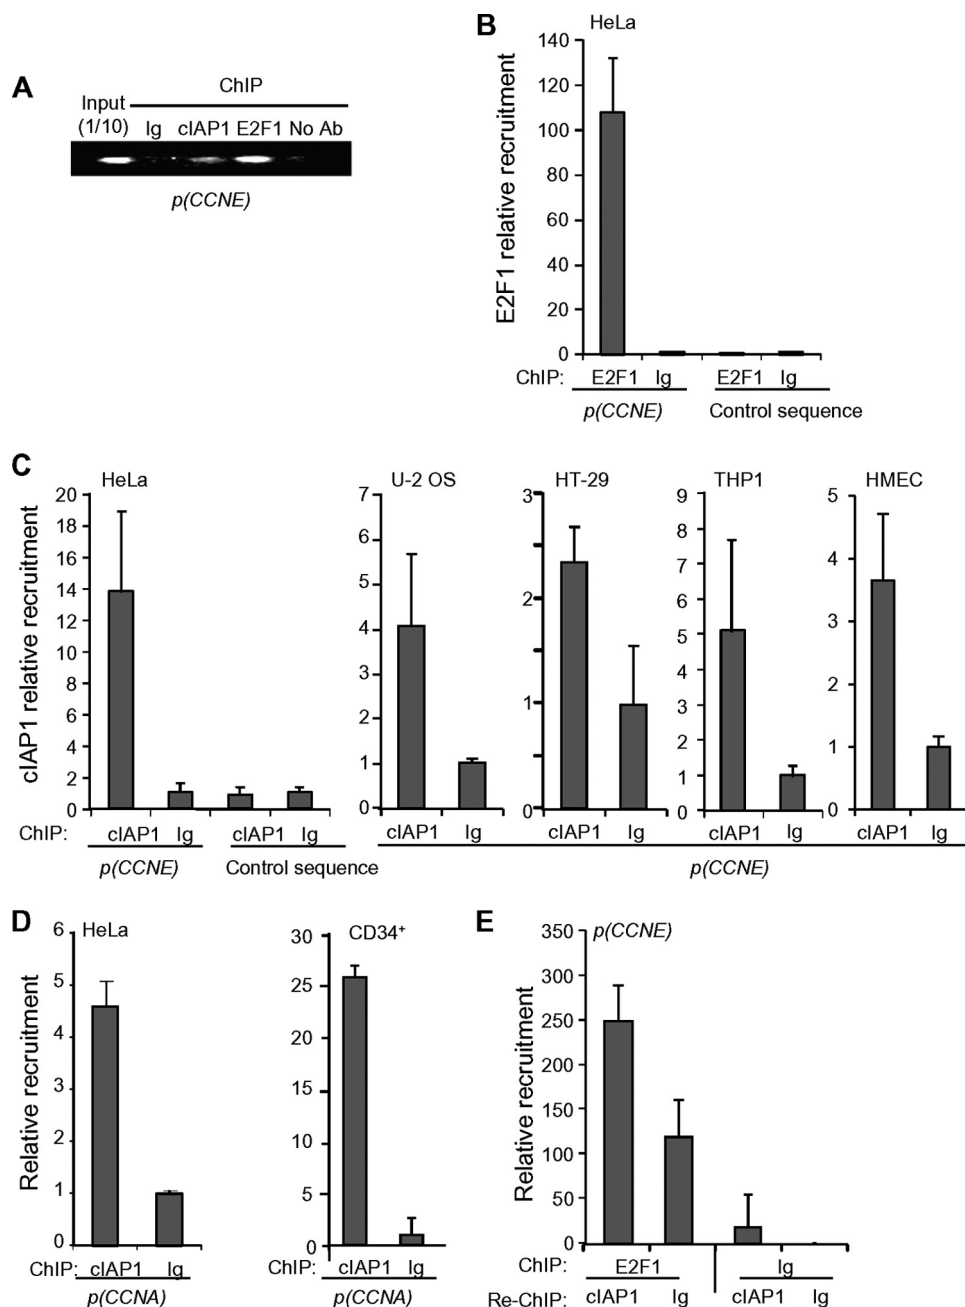 A
ChIP
Input
(1/10) Ig cIAP1 E2F1 No Ab
p(CCNE)
B
HeLa
E2F1 relative recruitment
140
120
100
80
60
40
20
0
ChIP: E2F1 Ig E2F1 Ig
p(CCNE) Control sequence
C
cIAP1 relative recruitment
HeLa
20
18
16
14
12
10
8
6
4
2
0
ChIP: cIAP1 Ig cIAP1 Ig
p(CCNE) Control sequence
U-2 OS
7
6
5
4
3
2
1
0
cIAP1 Ig
HT-29
3
2
1
0
cIAP1 Ig
THP1
9
8
7
6
5
4
3
2
1
0
cIAP1 Ig
HMEC
5
4
3
2
1
0
cIAP1 Ig
p(CCNE)
D
Relative recruitment
HeLa
6
5
4
3
2
1
0
ChIP: cIAP1 Ig
p(CCNA)
CD34+
30
25
20
15
10
5
0
ChIP: cIAP1 Ig
p(CCNA)
E
p(CCNE)
Relative recruitment
350
300
250
200
150
100
50
0
ChIP: E2F1 Ig
Re-ChIP: cIAP1 Ig cIAP1 Ig